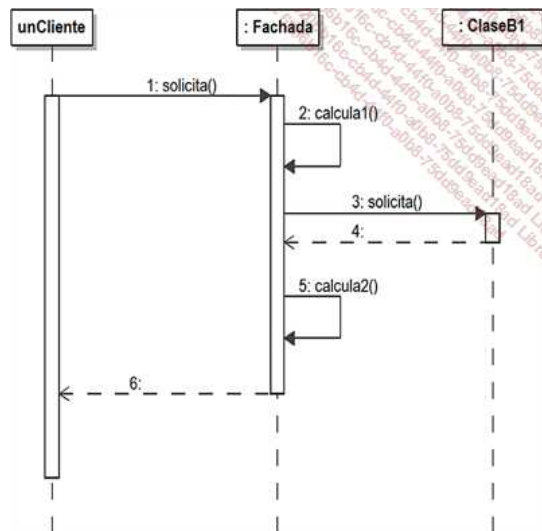 unCliente
: Fachada
: ClaseB1
1: solicita()
2: calcula1()
3: solicita()
4:
5: calcula2()
6: